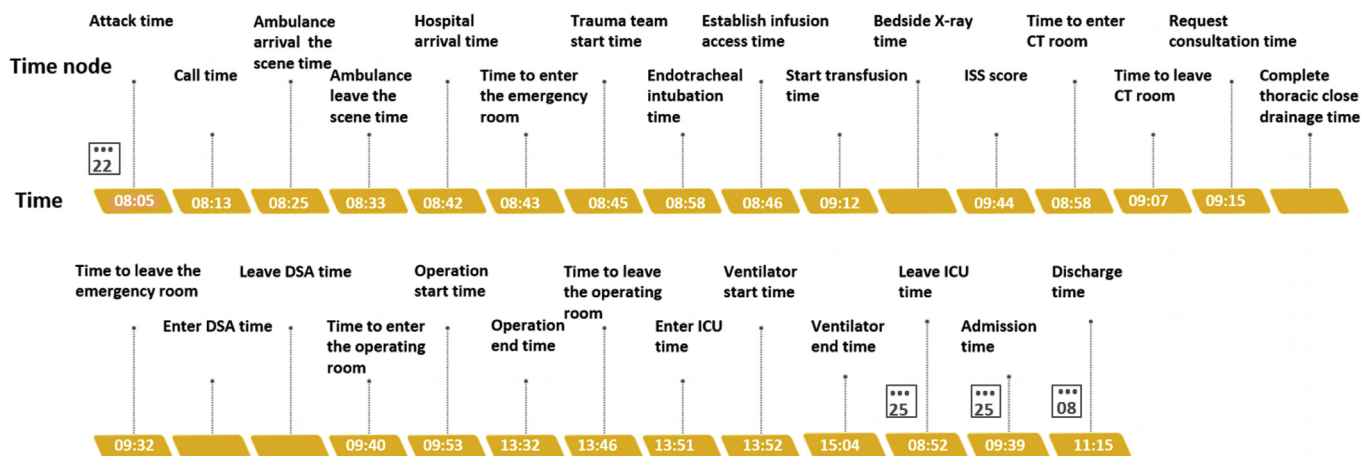 Attack time
Ambulance
arrival the
scene time
Hospital
arrival time
Trauma team
start time
Establish infusion
access time
Bedside X-ray
time
Time to enter
CT room
Request
consultation time
Time node
Call time
Ambulance
leave the
scene time
Time to enter
the emergency
room
Endotracheal
intubation
time
Start transfusion
time
ISS score
Time to leave
CT room
Complete
thoracic close
drainage time
22
Time
08:05
08:13
08:25
08:33
08:42
08:43
08:45
08:58
08:46
09:12
09:44
08:58
09:07
09:15
Time to leave the
emergency room
Leave DSA time
Operation
start time
Time to leave
the operating
room
Ventilator
start time
Leave ICU
time
Discharge
time
Enter DSA time
Time to enter
the operating
room
Operation
end time
Enter ICU
time
Ventilator
end time
Admission
time
25
25
08
09:32
09:40
09:53
13:32
13:46
13:51
13:52
15:04
08:52
09:39
11:15